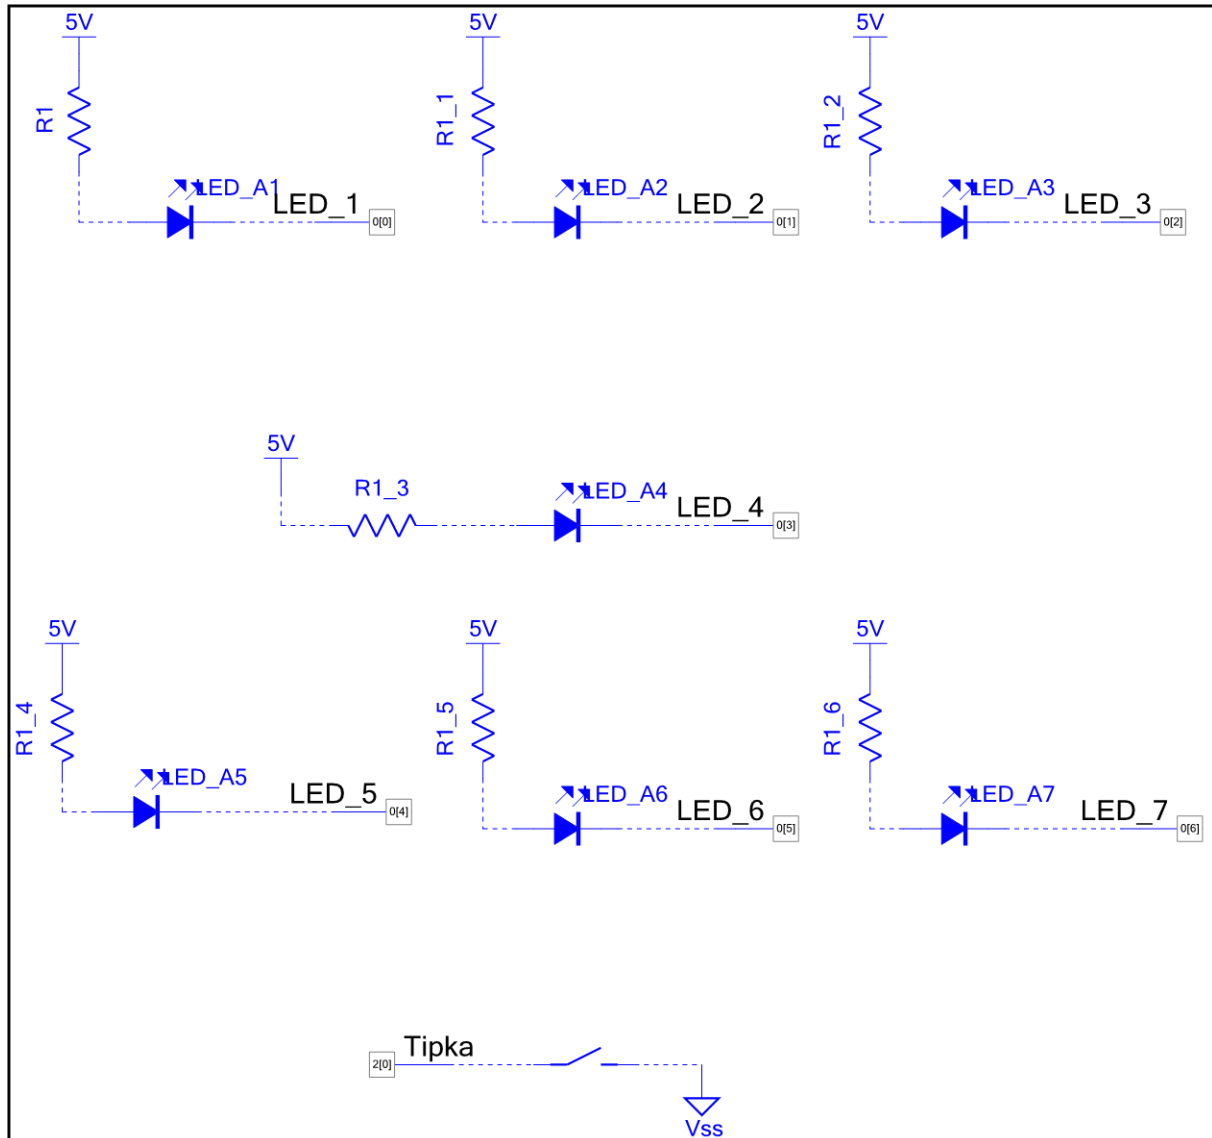 5V 5V 5V
R1 R1_1 R1_2
LED_A1 LED_A2 LED_A3
LED_1 0[0] LED_2 0[1] LED_3 0[2]
5V
R1_3 LED_A4
LED_4 0[3]
5V 5V 5V
R1_4 R1_5 R1_6
LED_A5 LED_A6 LED_A7
LED_5 0[4] LED_6 0[5] LED_7 0[6]
Tipka
2[0]
Vss